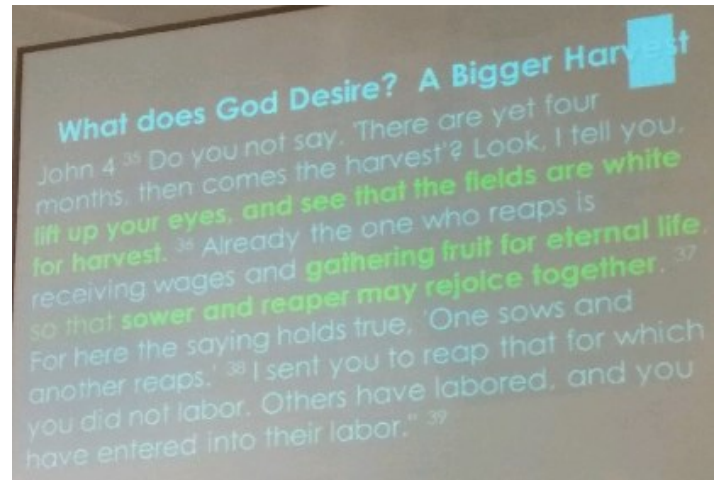 What does God Desire? A Bigger Harvest
John 4 35 Do you not say, 'There are yet four
months, then comes the harvest'? Look, I tell you,
lift up your eyes, and see that the fields are white
for harvest. 36 Already the one who reaps is
receiving wages and gathering fruit for eternal life,
so that sower and reaper may rejoice together. 37
For here the saying holds true, 'One sows and
another reaps.' 38 I sent you to reap that for which
you did not labor. Others have labored, and you
have entered into their labor." 39